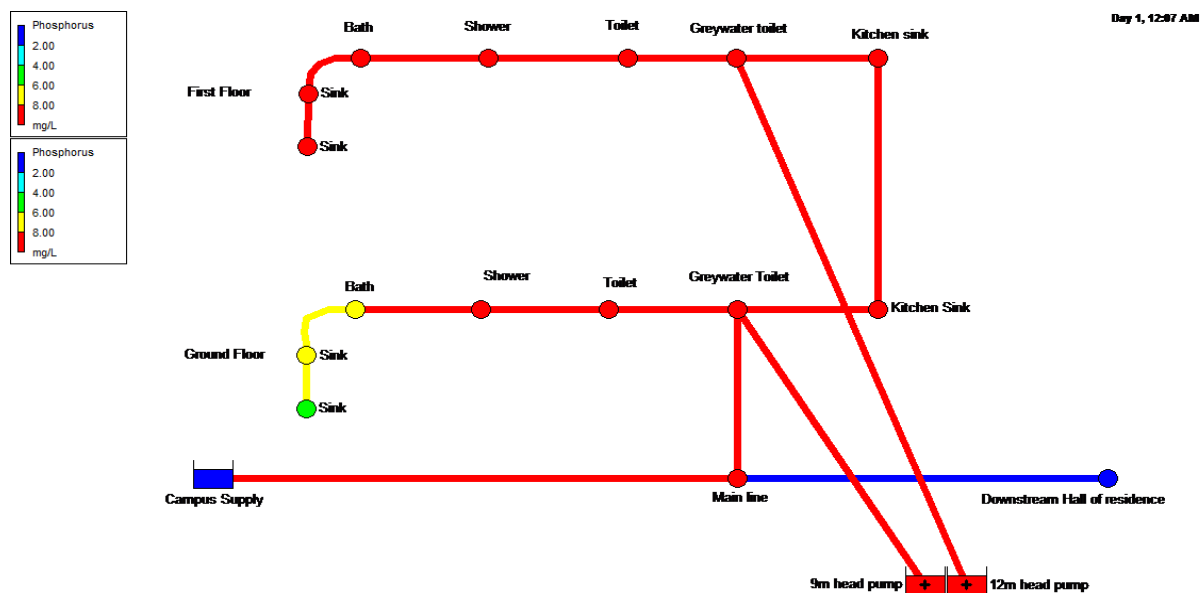 Phosphorus
2.00
4.00
6.00
8.00
mg/L
Phosphorus
2.00
4.00
6.00
8.00
mg/L
Day 1, 12:07 AM
Bath
Shower
Toilet
Greywater toilet
Kitchen sink
First Floor
Sink
Sink
Bath
Shower
Toilet
Greywater Toilet
Kitchen Sink
Ground Floor
Sink
Sink
Campus Supply
Main line
Downstream Hall of residence
9m head pump
12m head pump